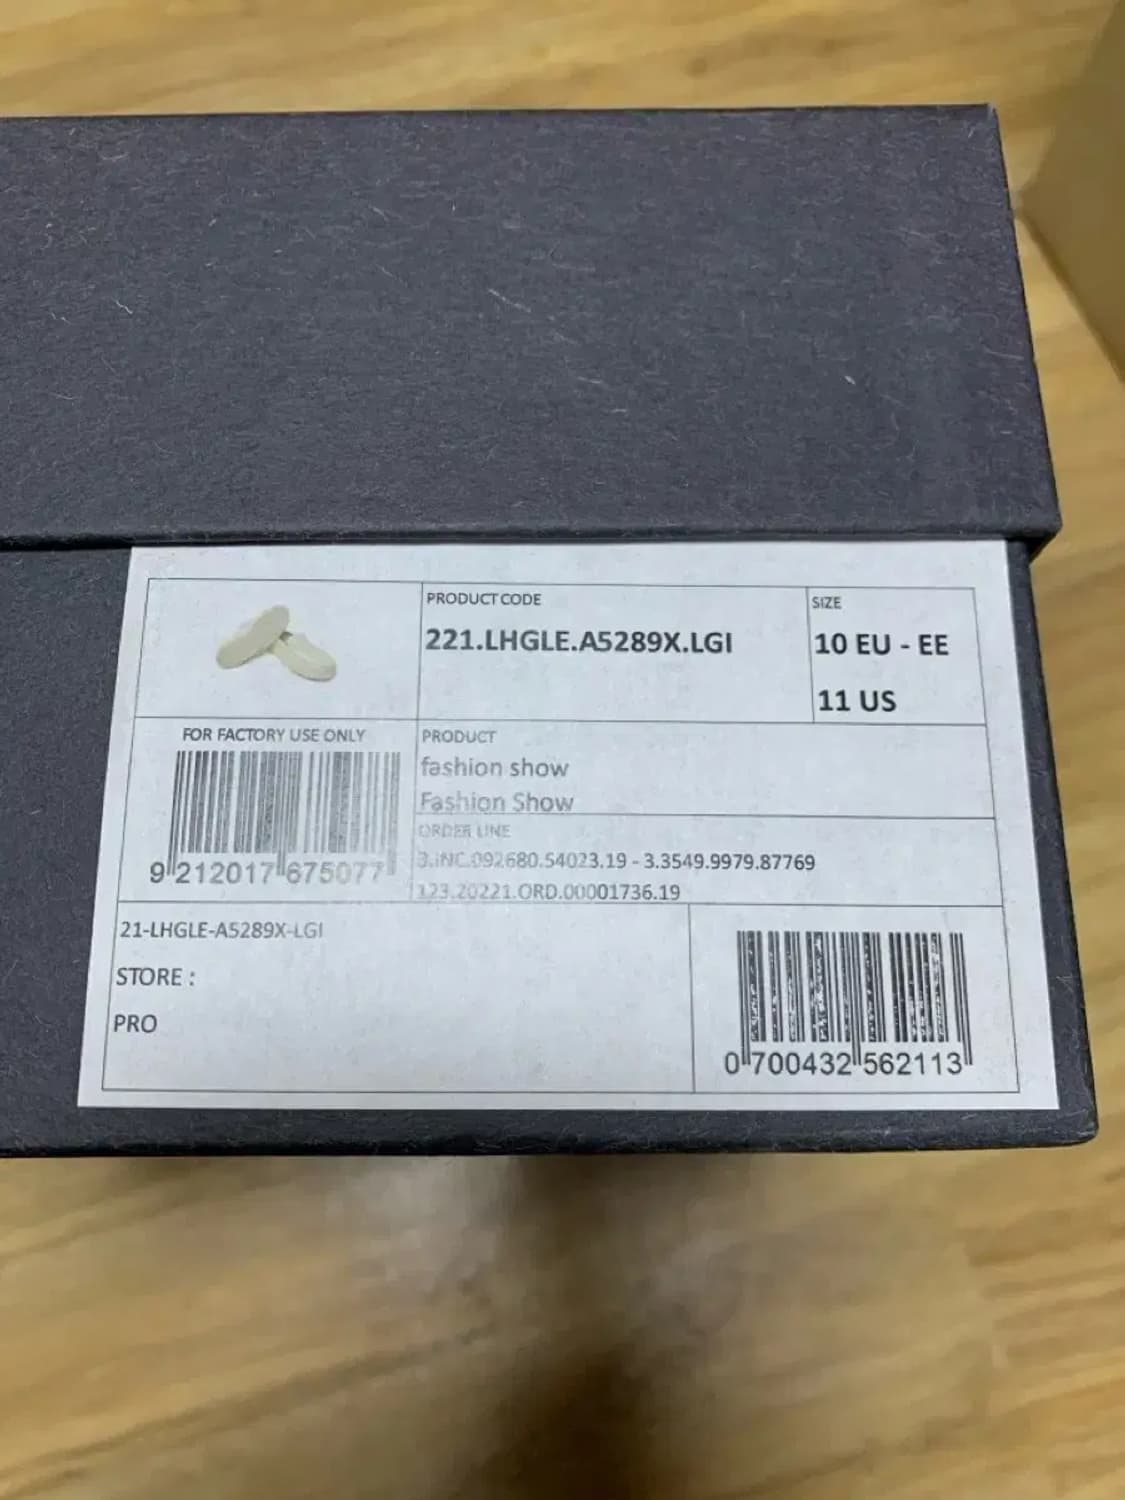 PRODUCT CODE
221.LHGLE.A5289X.LGI
SIZE
10 EU - EE
11 US
FOR FACTORY USE ONLY
9 212017 675077
PRODUCT
fashion show
Fashion Show
ORDER LINE
3.INC.092680.54023.19 - 3.3549.9979.87769
123.20221.ORD.00001736.19
21-LHGLE-A5289X-LGI
STORE :
PRO
0 700432 562113